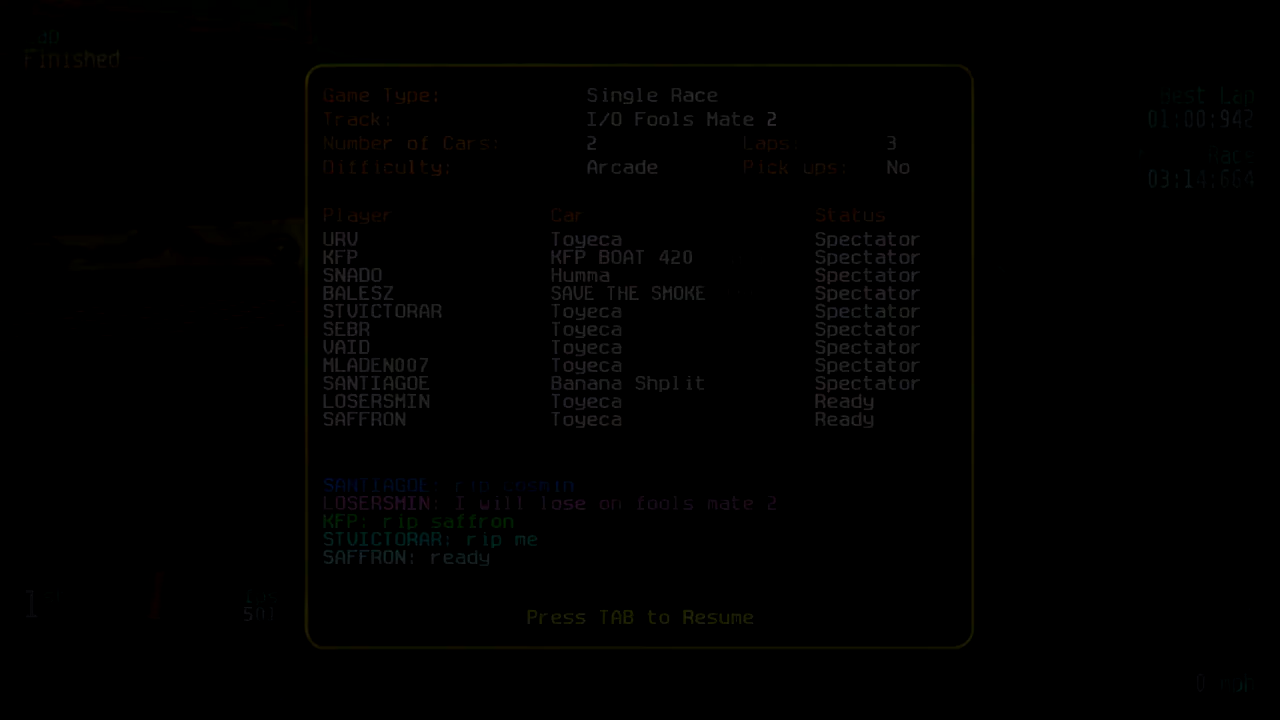 Finished
Best Lap
01:00:942
Race
Game Type: Single Race
Track: I/O Fools Mate 2
Number of Cars: 2 Laps: 3
Difficulty: Arcade Pick ups: No
Player Car Status
URV Toyeca Spectator
KFP KFP BOAT 420 Spectator
SNADO Humma Spectator
BALESZ SAVE THE SMOKE Spectator
STVICTORAR Toyeca Spectator
SEBR Toyeca Spectator
VAID Toyeca Spectator
MLADEN007 Toyeca Spectator
SANTIAGOE Banana Shplit Spectator
LOSERSMIN Toyeca Ready
SAFFRON Toyeca Ready
SANTIAGOE: rip cosmin
LOSERSMIN: I will lose on fools mate 2
KFP: rip saffron
STVICTORAR: rip me
SAFFRON: ready
Press TAB to Resume